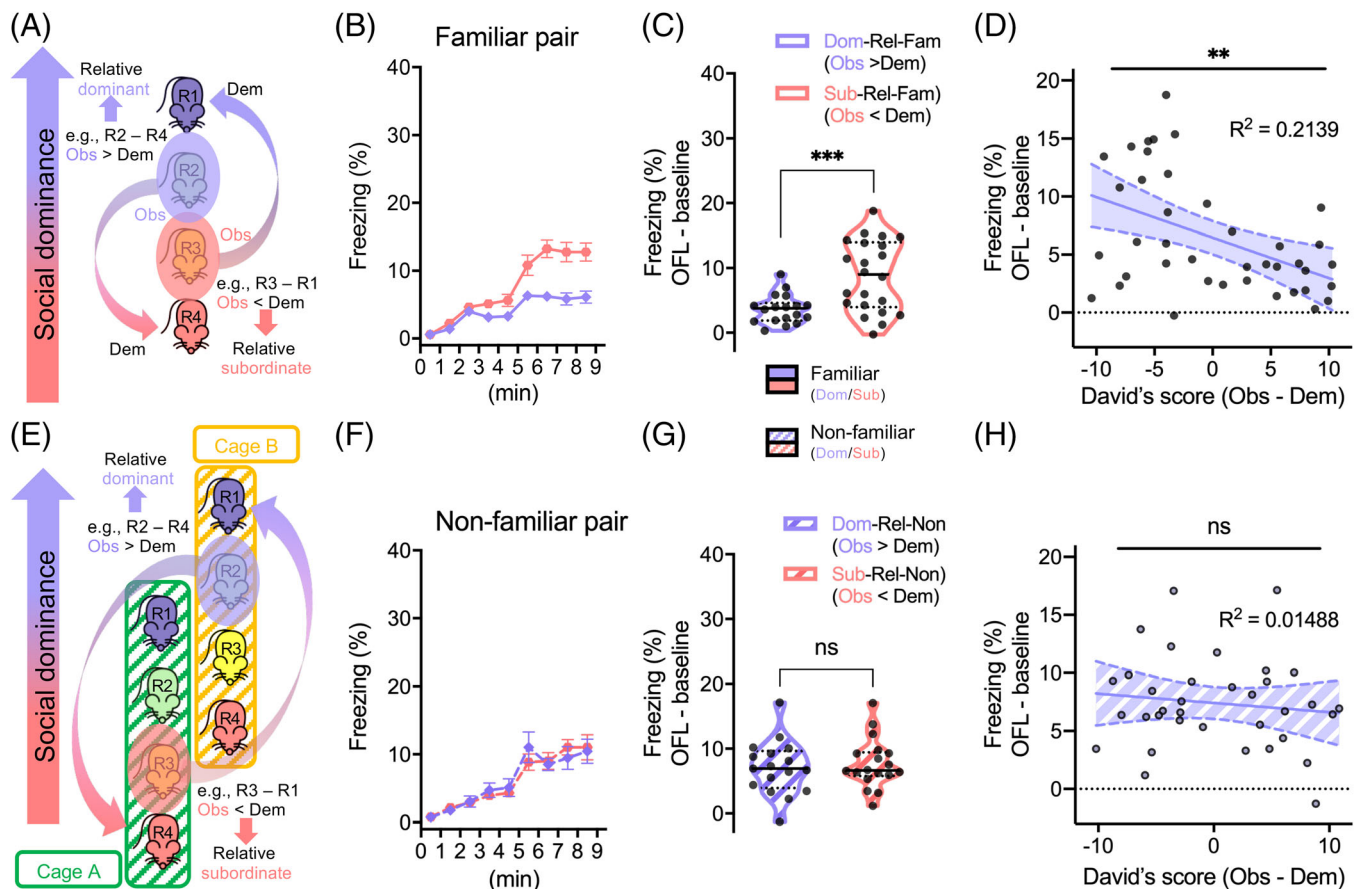 (A)
Social dominance
Relative
dominant
e.g., R2 – R4
Obs > Dem
R1
Dem
R2
Obs
Obs
R3
e.g., R3 – R1
Obs < Dem
R4
Dem
Relative
subordinate
(B)
Familiar pair
Freezing (%)
40
30
20
10
0
0 1 2 3 4 5 6 7 8 9
(min)
(C)
Dom-Rel-Fam
(Obs >Dem)
Sub-Rel-Fam)
(Obs < Dem)
Freezing (%)
OFL - baseline
40
30
20
10
0
***
Familiar
(Dom/Sub)
Non-familiar
(Dom/Sub)
(D)
**
R² = 0.2139
Freezing (%)
OFL - baseline
20
15
10
5
0
-10 -5 0 5 10
David's score (Obs - Dem)
(E)
Cage B
Social dominance
Relative
dominant
e.g., R2 – R4
Obs > Dem
R1
R2
R3
R4
R1
R2
R3
R4
e.g., R3 – R1
Obs < Dem
Relative
subordinate
Cage A
(F)
Non-familiar pair
Freezing (%)
40
30
20
10
0
0 1 2 3 4 5 6 7 8 9
(min)
(G)
Dom-Rel-Non
(Obs > Dem)
Sub-Rel-Non)
(Obs < Dem)
Freezing (%)
OFL - baseline
40
30
20
10
0
ns
(H)
ns
R² = 0.01488
Freezing (%)
OFL - baseline
20
15
10
5
0
-10 -5 0 5 10
David's score (Obs - Dem)